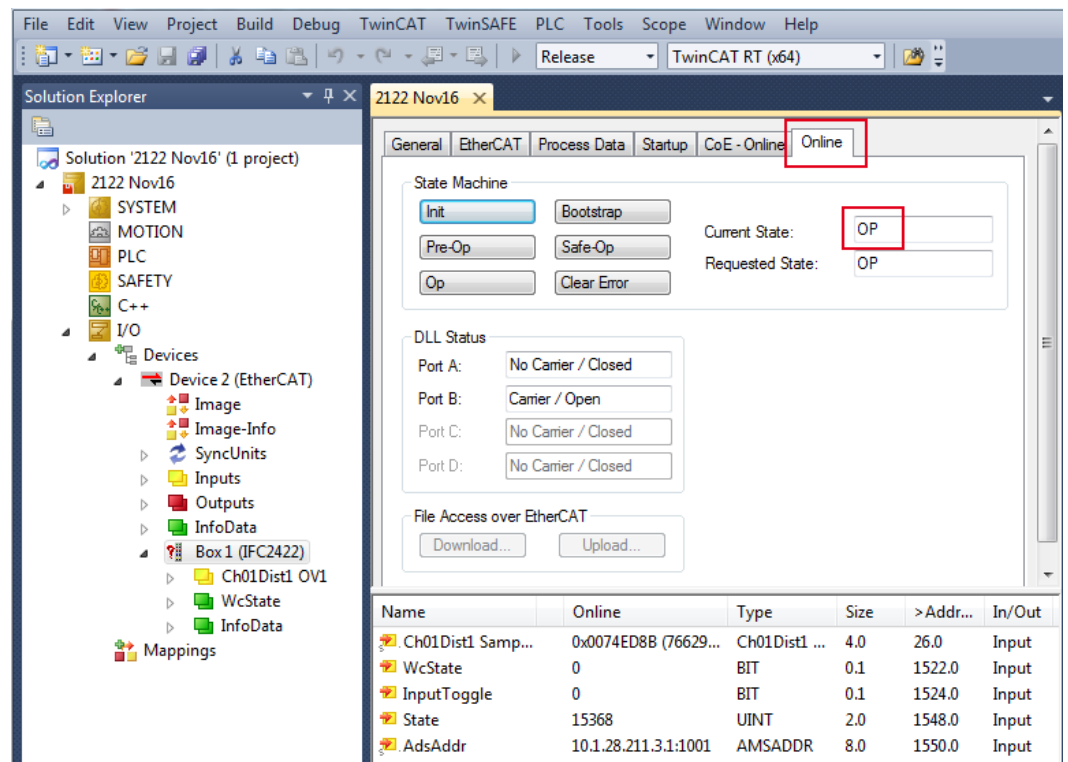 File Edit View Project Build Debug TwinCAT TwinSAFE PLC Tools Scope Window Help
Release TwinCAT RT (x64)
Solution Explorer
Solution '2122 Nov16' (1 project)
2122 Nov16
SYSTEM
MOTION
PLC
SAFETY
C++
I/O
Devices
Device 2 (EtherCAT)
Image
Image-Info
SyncUnits
Inputs
Outputs
InfoData
Box 1 (IFC2422)
Ch01Dist1 OV1
WcState
InfoData
Mappings
2122 Nov16
General EtherCAT Process Data Startup CoE - Online Online
State Machine
Init Bootstrap
Pre-Op Safe-Op
Op Clear Error
Current State: OP
Requested State: OP
DLL Status
Port A: No Carrier / Closed
Port B: Carrier / Open
Port C: No Carrier / Closed
Port D: No Carrier / Closed
File Access over EtherCAT
Download... Upload...
Name Online Type Size >Addr... In/Out
Ch01Dist1 Samp... 0x0074ED8B (76629... Ch01Dist1 ... 4.0 26.0 Input
WcState 0 BIT 0.1 1522.0 Input
InputToggle 0 BIT 0.1 1524.0 Input
State 15368 UINT 2.0 1548.0 Input
AdsAddr 10.1.28.211.3.1:1001 AMSADDR 8.0 1550.0 Input